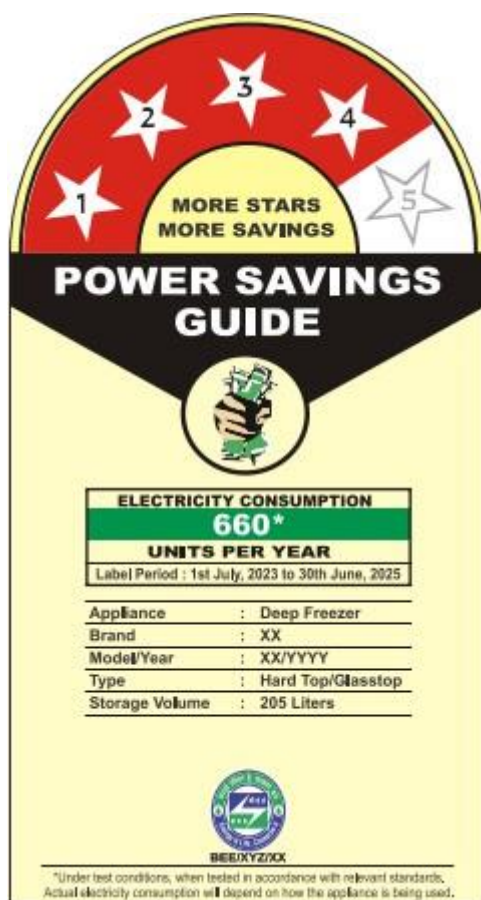 1
2
3
4
5
MORE STARS
MORE SAVINGS
POWER SAVINGS
GUIDE
ELECTRICITY CONSUMPTION
660*
UNITS PER YEAR
Label Period : 1st July, 2023 to 30th June, 2025
Appliance : Deep Freezer
Brand : XX
Model/Year : XX/YYYY
Type : Hard Top/Glasstop
Storage Volume : 205 Liters
BEE/XYZ/XX
*Under test conditions, when tested in accordance with relevant standards.
Actual electricity consumption will depend on how the appliance is being used.